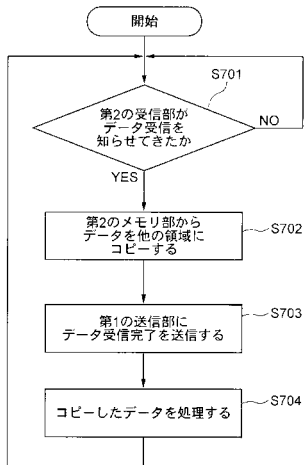 開始
S701
第2の受信部が
データ受信を
知らせてきたか
NO
YES
第2のメモリ部から
データを他の領域に
コピーする
S702
第1の送信部に
データ受信完了を送信する
S703
コピーしたデータを処理する
S704